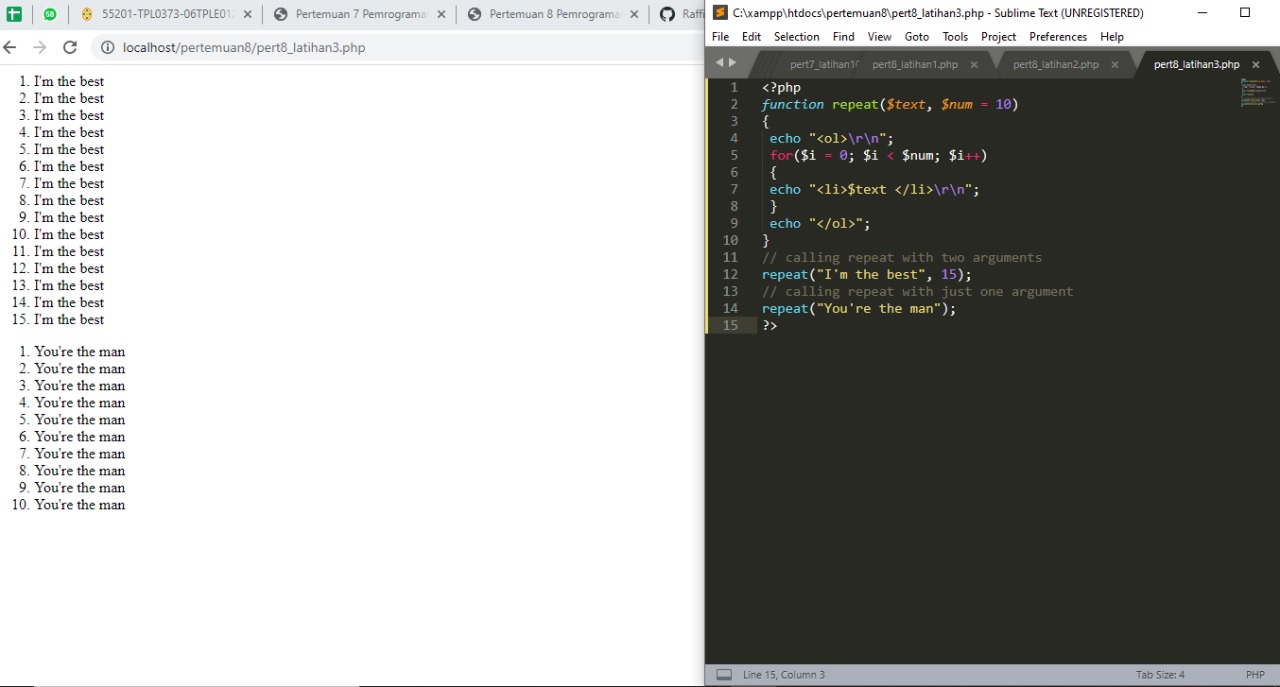 58
55201-TPL0373-06TPLE01
Pertemuan 7 Pemrogram
Pertemuan 8 Pemrogram
Raffi
localhost/pertemuan8/pert8_latihan3.php
1. I'm the best
2. I'm the best
3. I'm the best
4. I'm the best
5. I'm the best
6. I'm the best
7. I'm the best
8. I'm the best
9. I'm the best
10. I'm the best
11. I'm the best
12. I'm the best
13. I'm the best
14. I'm the best
15. I'm the best
1. You're the man
2. You're the man
3. You're the man
4. You're the man
5. You're the man
6. You're the man
7. You're the man
8. You're the man
9. You're the man
10. You're the man
C:\xampp\htdocs\pertemuan8\pert8_latihan3.php - Sublime Text (UNREGISTERED)
File Edit Selection Find View Goto Tools Project Preferences Help
pert7_latihan1 pert8_latihan1.php pert8_latihan2.php pert8_latihan3.php
1 <?php
2 function repeat($text, $num = 10)
3 {
4 echo "<ol>\r\n";
5 for($i = 0; $i < $num; $i++)
6 {
7 echo "<li>$text </li>\r\n";
8 }
9 echo "</ol>";
10 }
11 // calling repeat with two arguments
12 repeat("I'm the best", 15);
13 // calling repeat with just one argument
14 repeat("You're the man");
15 ?>
Line 15, Column 3
Tab Size: 4
PHP